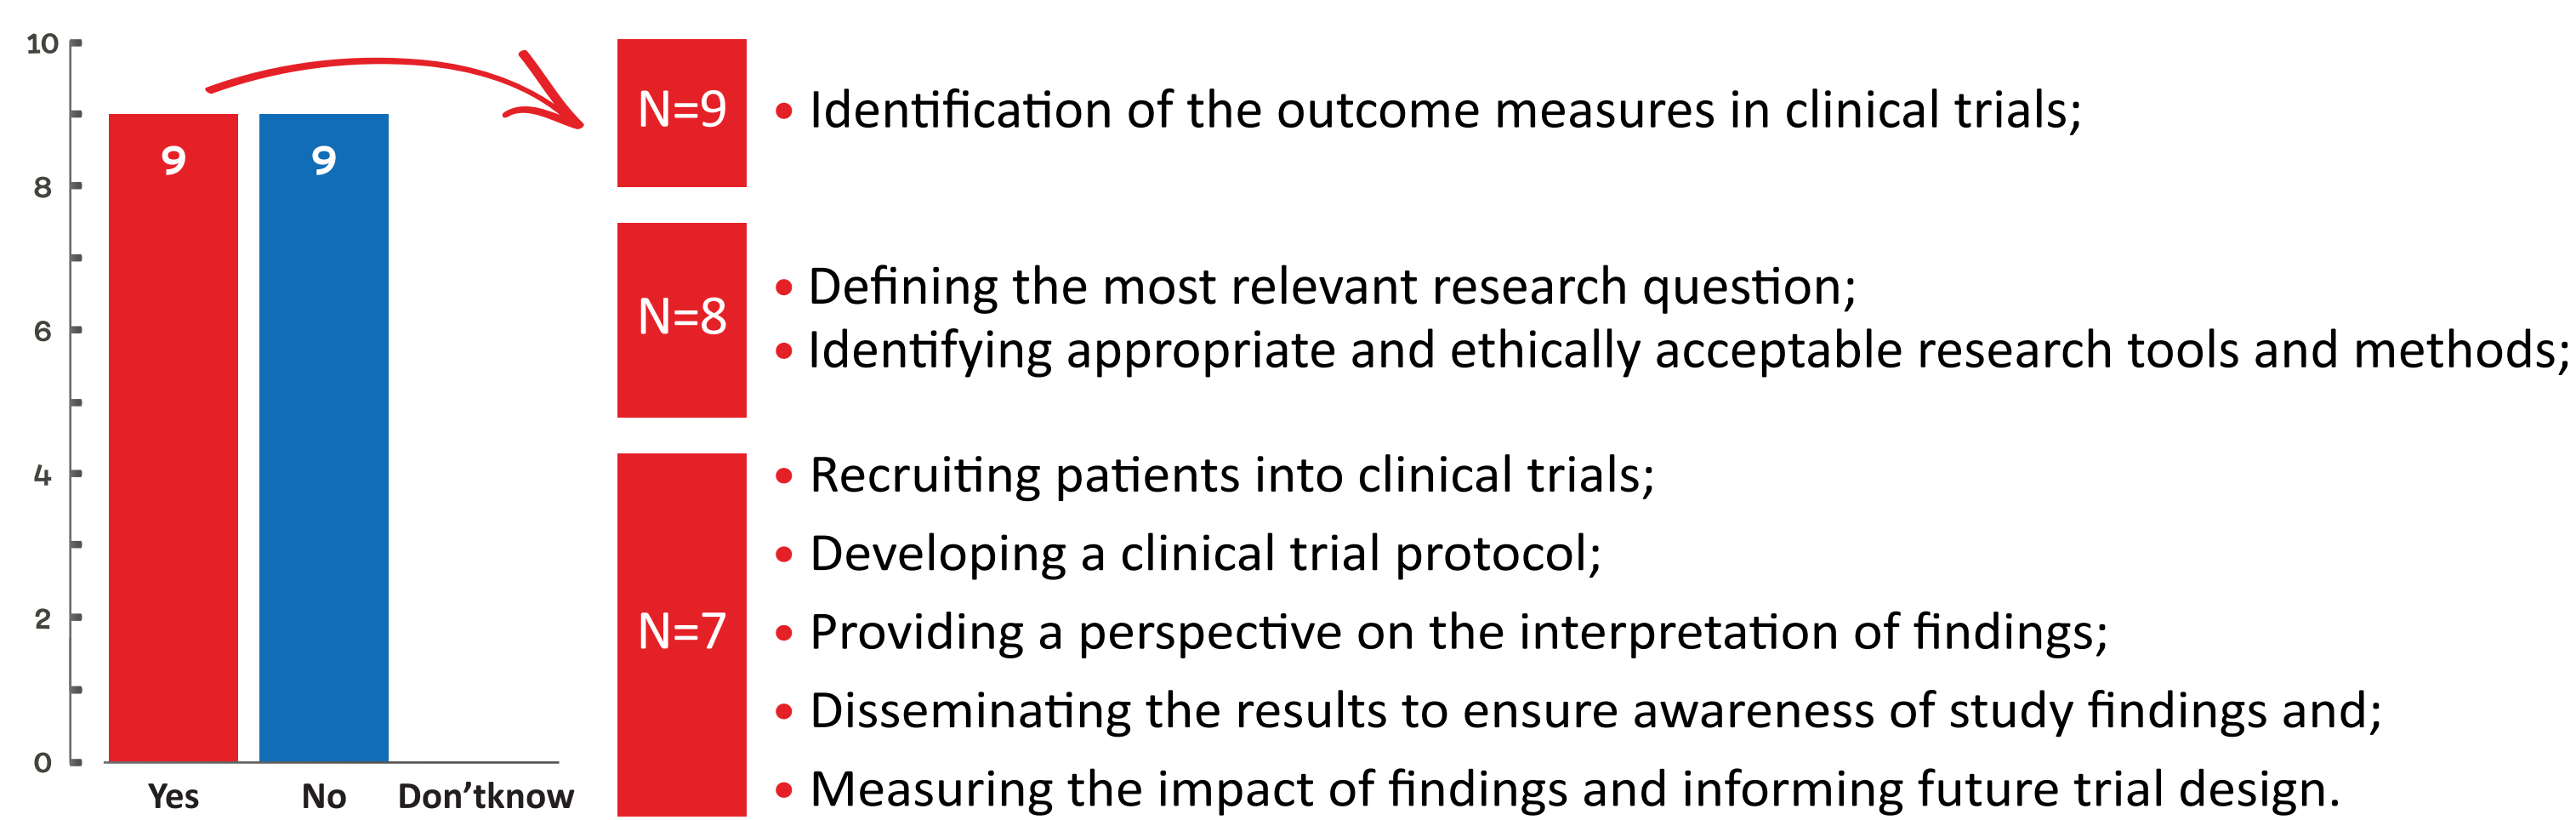 10
8
6
4
2
0
9
9
Yes
No
Don'tknow
N=9
• Identification of the outcome measures in clinical trials;
N=8
• Defining the most relevant research question;
• Identifying appropriate and ethically acceptable research tools and methods;
N=7
• Recruiting patients into clinical trials;
• Developing a clinical trial protocol;
• Providing a perspective on the interpretation of findings;
• Disseminating the results to ensure awareness of study findings and;
• Measuring the impact of findings and informing future trial design.